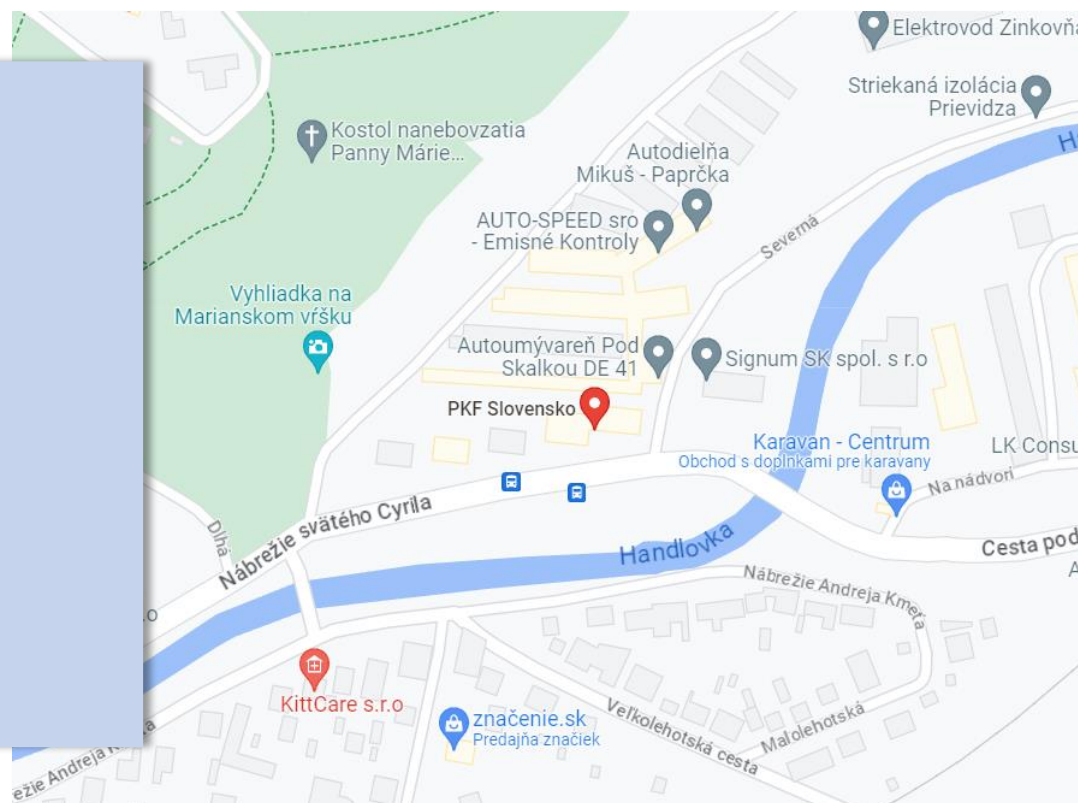 Elektrovod Zinkovňa
Striekaná izolácia
Prievidza
Kostol nanebovzatia
Panny Márie...
Autodielňa
Mikuš - Paprčka
AUTO-SPEED sro
- Emisné Kontroly
Severná
Vyhliadka na
Marianskom vŕšku
Autoumývareň Pod
Skalkou DE 41
Signum SK spol. s r.o
PKF Slovensko
Karavan - Centrum
Obchod s doplnkami pre karavany
LK Consu
Na nádvori
Dlhá
Nábrežie svätého Cyrila
Handlovka
Cesta pod
Nábrežie Andreja Kmeťa
.o
KittCare s.r.o
značenie.sk
Predajňa značiek
Veľkolehotská cesta
Malolehotská
ežie Andreja